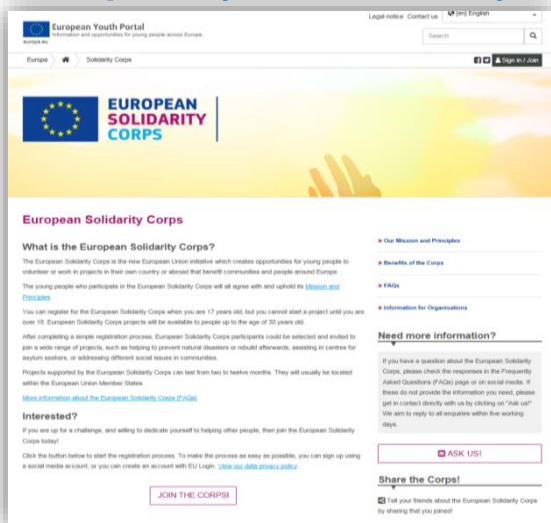 Legal notice Contact us [en] English
European Youth Portal
Information and opportunities for young people across Europe.
europa.eu
Search
Europe Solidarity Corps
Sign in / Join
EUROPEAN
SOLIDARITY
CORPS
European Solidarity Corps
What is the European Solidarity Corps?
The European Solidarity Corps is the new European Union initiative which creates opportunities for young people to
volunteer or work in projects in their own country or abroad that benefit communities and people around Europe.
The young people who participate in the European Solidarity Corps will all agree with and uphold its Mission and
Principles.
You can register for the European Solidarity Corps when you are 17 years old, but you cannot start a project until you are
over 18. European Solidarity Corps projects will be available to people up to the age of 30 years old.
After completing a simple registration process, European Solidarity Corps participants could be selected and invited to
join a wide range of projects, such as helping to prevent natural disasters or rebuild afterwards, assisting in centres for
asylum seekers, or addressing different social issues in communities.
Projects supported by the European Solidarity Corps can last from two to twelve months. They will usually be located
within the European Union Member States.
More information about the European Solidarity Corps (FAQs)
Interested?
If you are up for a challenge, and willing to dedicate yourself to helping other people, then join the European Solidarity
Corps today!
Click the button below to start the registration process. To make the process as easy as possible, you can sign up using
a social media account, or you can create an account with EU Login. View our data privacy policy.
JOIN THE CORPS!
Our Mission and Principles
Benefits of the Corps
FAQs
Information for Organisations
Need more information?
If you have a question about the European Solidarity
Corps, please check the responses in the Frequently
Asked Questions (FAQs) page or on social media. If
these do not provide the information you need, please
get in contact directly with us by clicking on "Ask us!"
We aim to reply to all enquiries within five working
days.
ASK US!
Share the Corps!
Tell your friends about the European Solidarity Corps
by sharing that you joined!